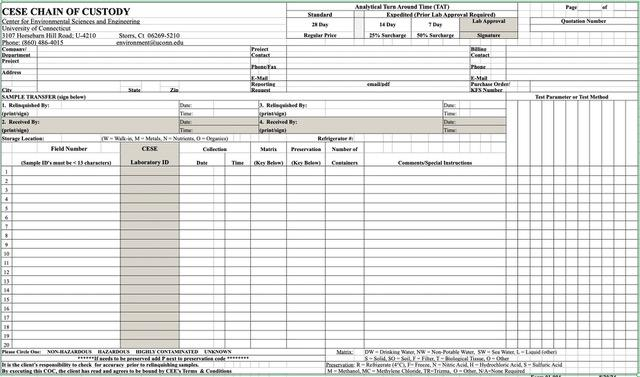 CESE CHAIN OF CUSTODY
Center for Environmental Sciences and Engineering
University of Connecticut
3107 Horsebarn Hill Road; U-4210 Storrs, Ct 06269-5210
Phone: (860) 486-4015 environment@uconn.edu
Analytical Turn Around Time (TAT)
Standard Expedited (Prior Lab Approval Required)
28 Day 14 Day 7 Day Lab Approval
Regular Price 25% Surcharge 50% Surcharge Signature
Page of
Quotation Number
Company/ Project Billing
Department Contact Contact
Project
Phone/Fax Phone
Address
E-Mail E-Mail
Reporting email/pdf Purchase Order/
City State Zip Request KFS Number
SAMPLE TRANSFER (sign below) Test Parameter or Test Method
1. Relinquished By: Date: 3. Relinquished By: Date:
(print/sign) Time: (print/sign) Time:
2. Received By: Date: 4. Received By: Date:
(print/sign) Time: (print/sign) Time:
Storage Location: (W = Walk-in, M = Metals, N = Nutrients, O = Organics) Refrigerator #:
Field Number CESE Collection Matrix Preservation Number of
(Sample ID's must be < 13 characters) Laboratory ID Date Time (Key Below) (Key Below) Containers Comments/Special Instructions
1
2
3
4
5
6
7
8
9
10
11
12
13
14
15
16
17
18
19
20
Please Circle One: NON-HAZARDOUS HAZARDOUS HIGHLY CONTAMINATED UNKNOWN
******If needs to be preserved add P next to preservation code ********
It is the client's responsibility to check for accuracy prior to relinquishing samples.
By executing this COC, the client has read and agrees to be bound by CEE's Terms & Conditions
Matrix: DW = Drinking Water, NW = Non-Potable Water, SW = Sea Water, L = Liquid (other)
S = Solid, SO = Soil, F = Filter, T = Biological Tissue, O = Other
Preservation: R = Refrigerate (4°C), F= Freeze, N = Nitric Acid, H = Hydrochloric Acid, S = Sulfuric Acid
M = Methanol, MC = Methylene Chloride, TR=Trizma, O = Other, N/A=None Required